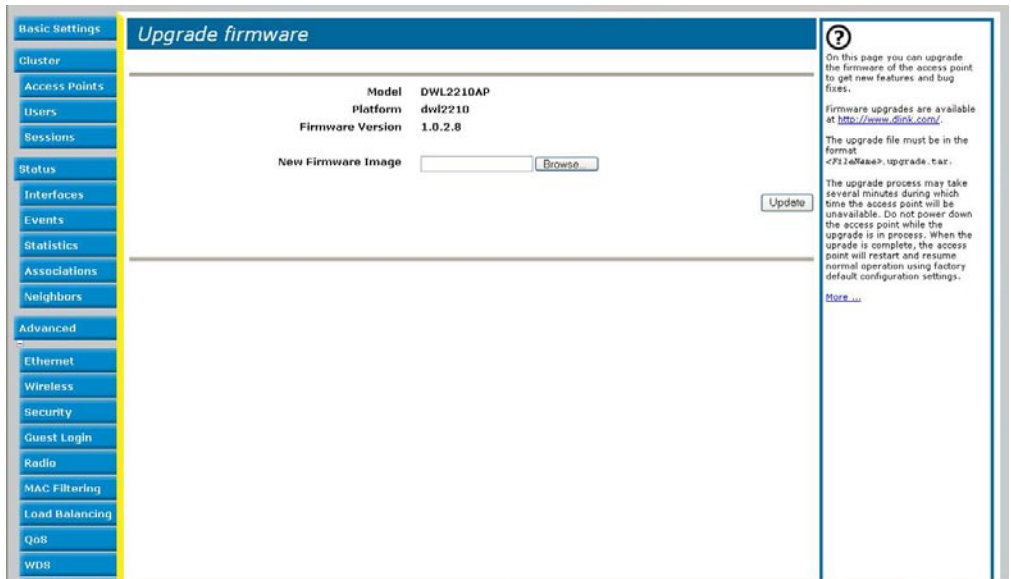 Basic Settings
Cluster
Access Points
Users
Sessions
Status
Interfaces
Events
Statistics
Associations
Neighbors
Advanced
Ethernet
Wireless
Security
Guest Login
Radio
MAC Filtering
Load Balancing
QoS
WDS
Upgrade firmware
Model DWL2210AP
Platform dwl2210
Firmware Version 1.0.2.8
New Firmware Image Browse...
Update
?
On this page you can upgrade
the firmware of the access point
to get new features and bug
fixes.
Firmware upgrades are available
at http://www.dlink.com/.
The upgrade file must be in the
format
<FileName>.upgrade.tar.
The upgrade process may take
several minutes during which
time the access point will be
unavailable. Do not power down
the access point while the
upgrade is in process. When the
uprade is complete, the access
point will restart and resume
normal operation using factory
default configuration settings.
More ...